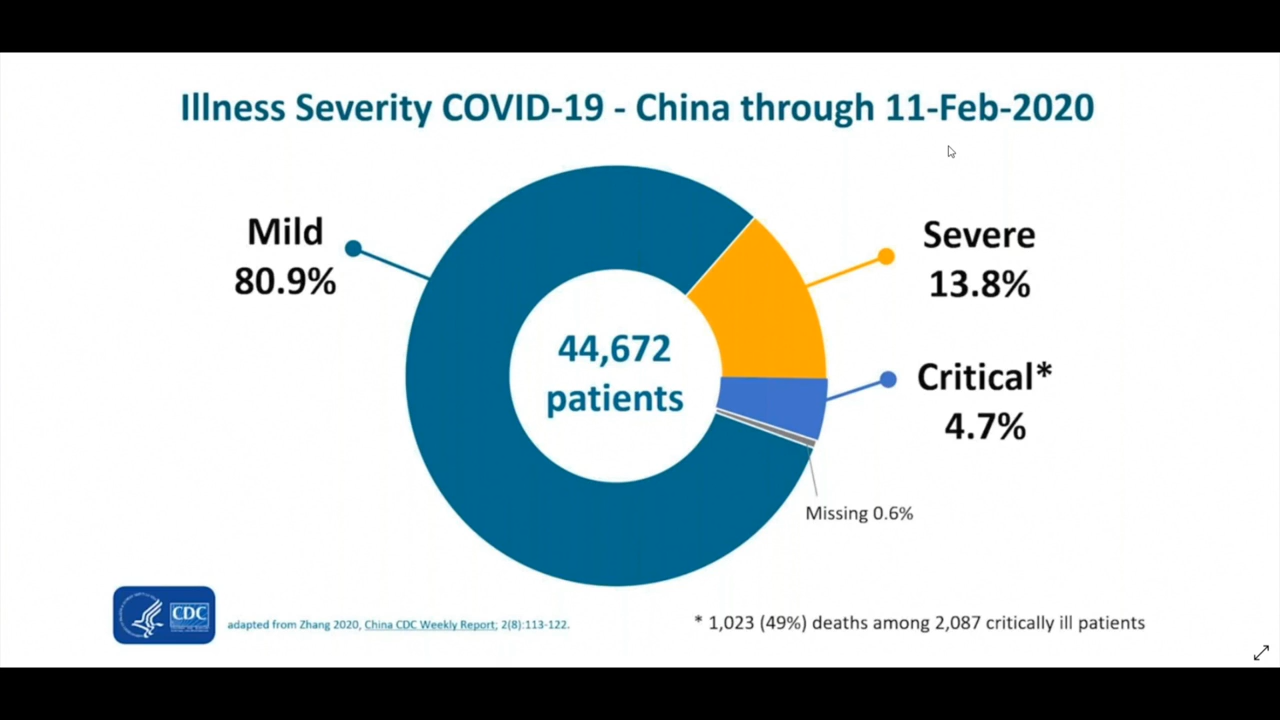 Illness Severity COVID-19 - China through 11-Feb-2020
Mild
80.9%
Severe
13.8%
44,672
patients
Critical*
4.7%
Missing 0.6%
CDC
adapted from Zhang 2020, China CDC Weekly Report; 2(8):113-122.
* 1,023 (49%) deaths among 2,087 critically ill patients